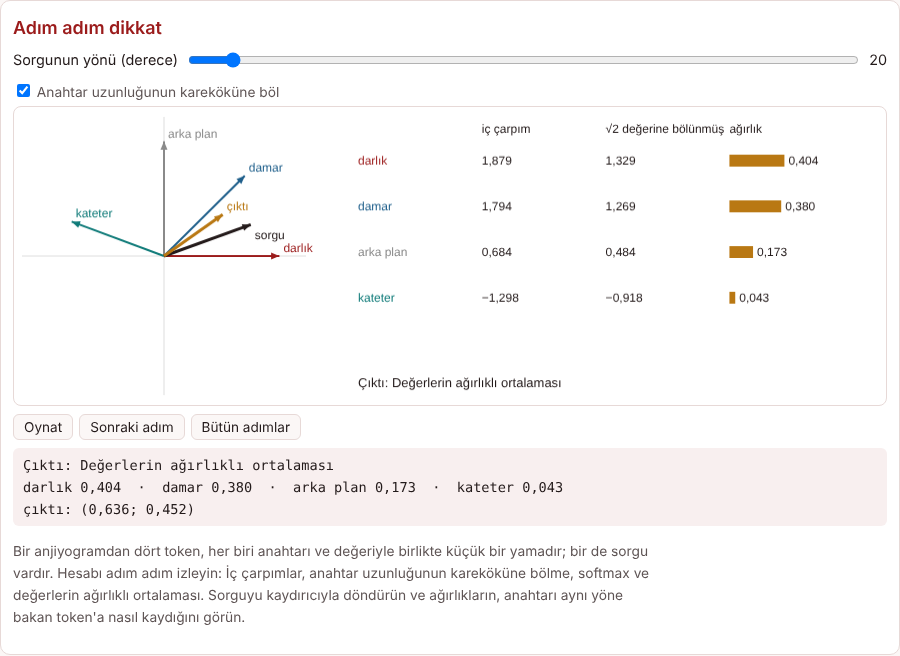 Adım adım dikkat
Sorgunun yönü (derece) 20
Anahtar uzunluğunun kareköküne böl
arka plan
damar
çıktı
kateter
sorgu
darlık
iç çarpım √2 değerine bölünmüş ağırlık
darlık 1,879 1,329 0,404
damar 1,794 1,269 0,380
arka plan 0,684 0,484 0,173
kateter −1,298 −0,918 0,043
Çıktı: Değerlerin ağırlıklı ortalaması
Oynat Sonraki adım Bütün adımlar
Çıktı: Değerlerin ağırlıklı ortalaması
darlık 0,404 · damar 0,380 · arka plan 0,173 · kateter 0,043
çıktı: (0,636; 0,452)
Bir anjiyogramdan dört token, her biri anahtarı ve değeriyle birlikte küçük bir yamadır; bir de sorgu
vardır. Hesabı adım adım izleyin: İç çarpımlar, anahtar uzunluğunun kareköküne bölme, softmax ve
değerlerin ağırlıklı ortalaması. Sorguyu kaydırıcıyla döndürün ve ağırlıkların, anahtarı aynı yöne
bakan token'a nasıl kaydığını görün.